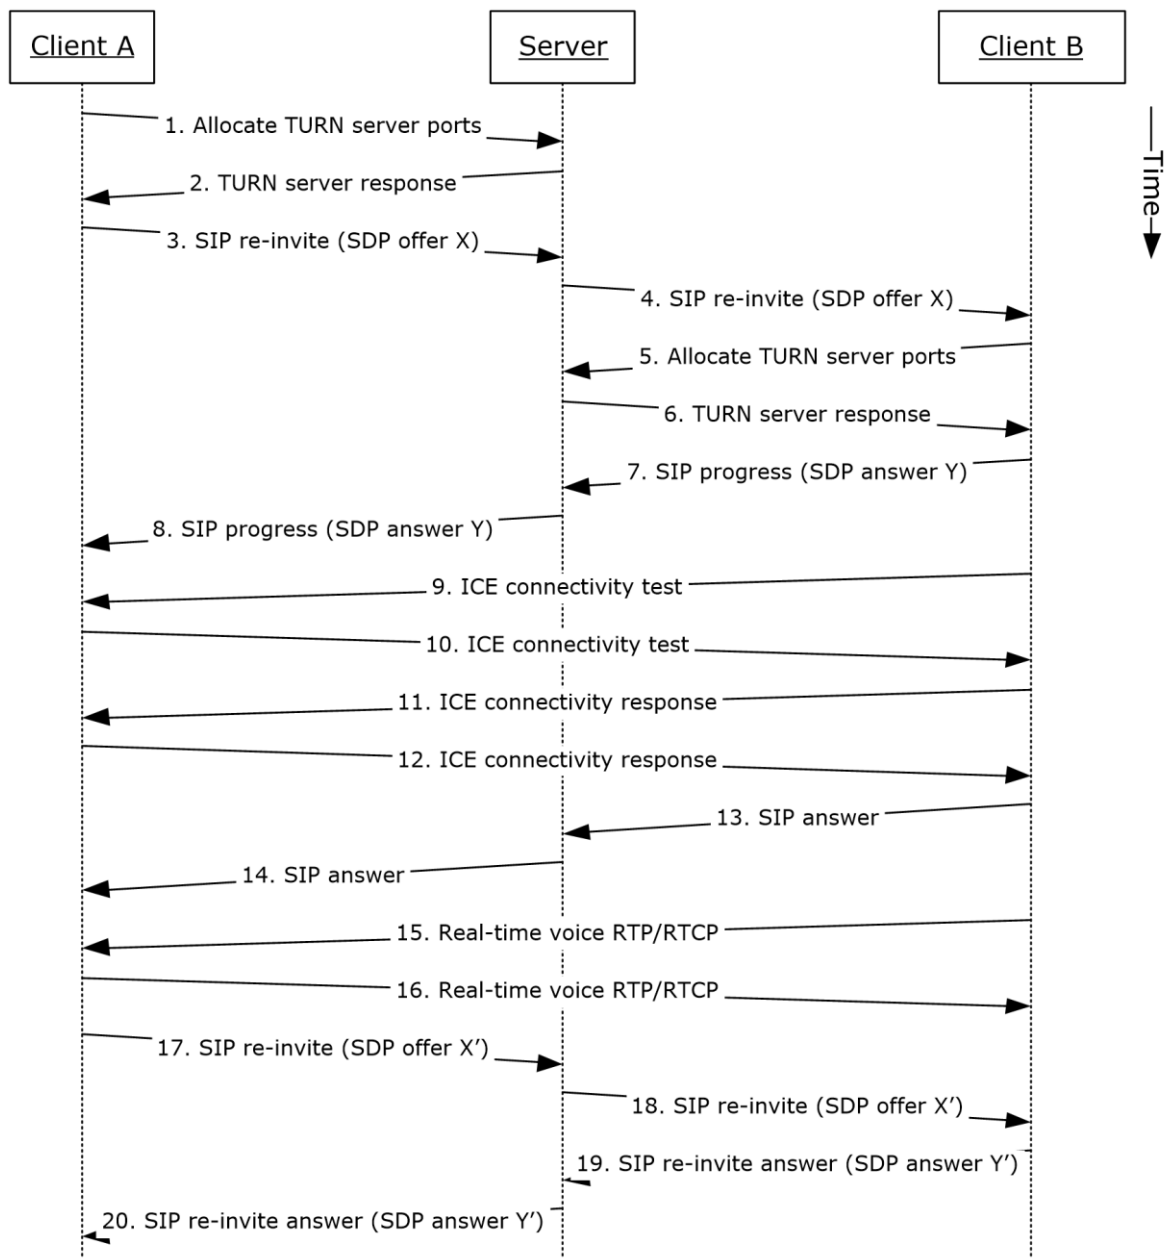 Client A
Server
Client B
Time
1. Allocate TURN server ports
2. TURN server response
3. SIP re-invite (SDP offer X)
4. SIP re-invite (SDP offer X)
5. Allocate TURN server ports
6. TURN server response
7. SIP progress (SDP answer Y)
8. SIP progress (SDP answer Y)
9. ICE connectivity test
10. ICE connectivity test
11. ICE connectivity response
12. ICE connectivity response
13. SIP answer
14. SIP answer
15. Real-time voice RTP/RTCP
16. Real-time voice RTP/RTCP
17. SIP re-invite (SDP offer X’)
18. SIP re-invite (SDP offer X’)
19. SIP re-invite answer (SDP answer Y’)
20. SIP re-invite answer (SDP answer Y’)